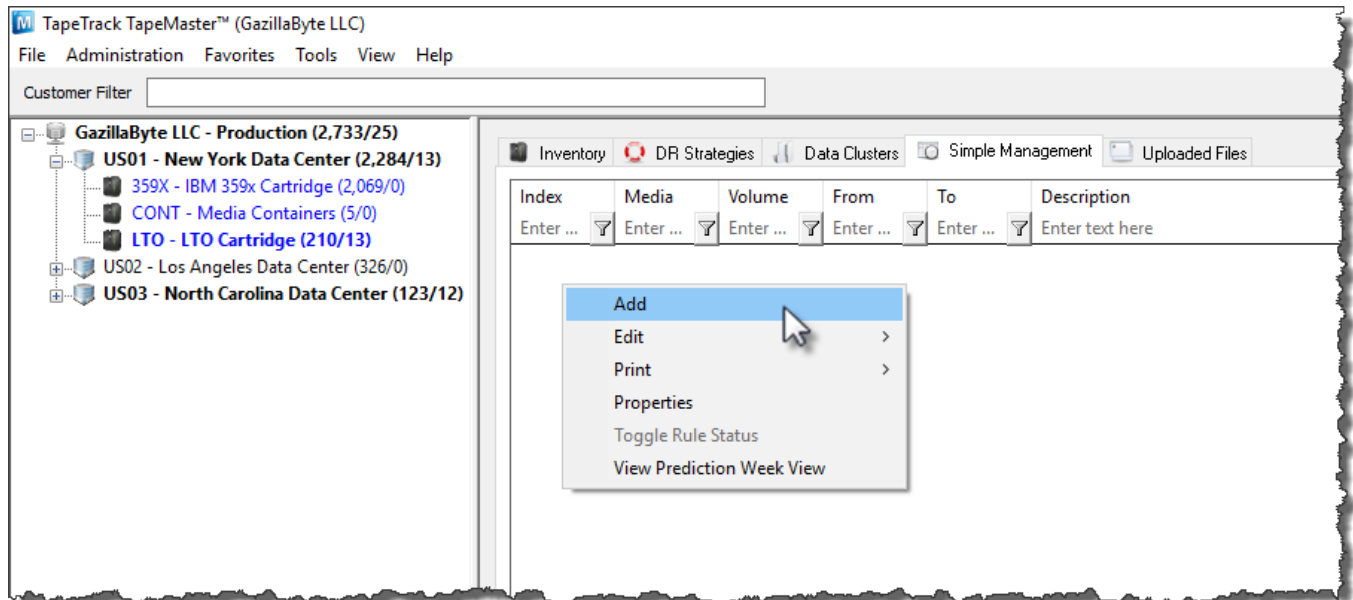 TapeTrack TapeMaster™ (GazillaByte LLC)
File Administration Favorites Tools View Help
Customer Filter
GazillaByte LLC - Production (2,733/25)
US01 - New York Data Center (2,284/13)
359X - IBM 359x Cartridge (2,069/0)
CONT - Media Containers (5/0)
LTO - LTO Cartridge (210/13)
US02 - Los Angeles Data Center (326/0)
US03 - North Carolina Data Center (123/12)
Inventory DR Strategies Data Clusters Simple Management Uploaded Files
Index Media Volume From To Description
Enter ... Enter ... Enter ... Enter ... Enter ... Enter text here
Add
Edit
Print
Properties
Toggle Rule Status
View Prediction Week View